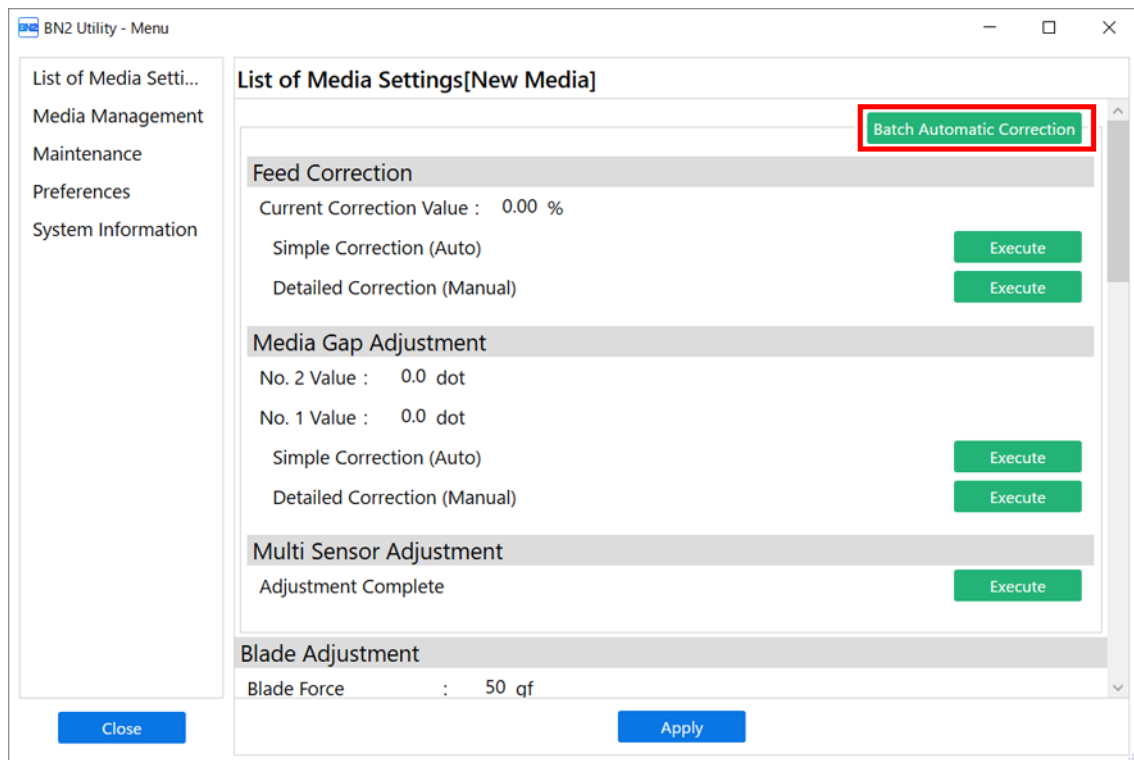 BN2 BN2 Utility - Menu
List of Media Setti...
Media Management
Maintenance
Preferences
System Information
Close
List of Media Settings[New Media]
Batch Automatic Correction
Feed Correction
Current Correction Value : 0.00 %
Simple Correction (Auto) Execute
Detailed Correction (Manual) Execute
Media Gap Adjustment
No. 2 Value : 0.0 dot
No. 1 Value : 0.0 dot
Simple Correction (Auto) Execute
Detailed Correction (Manual) Execute
Multi Sensor Adjustment
Adjustment Complete Execute
Blade Adjustment
Blade Force : 50 gf
Apply